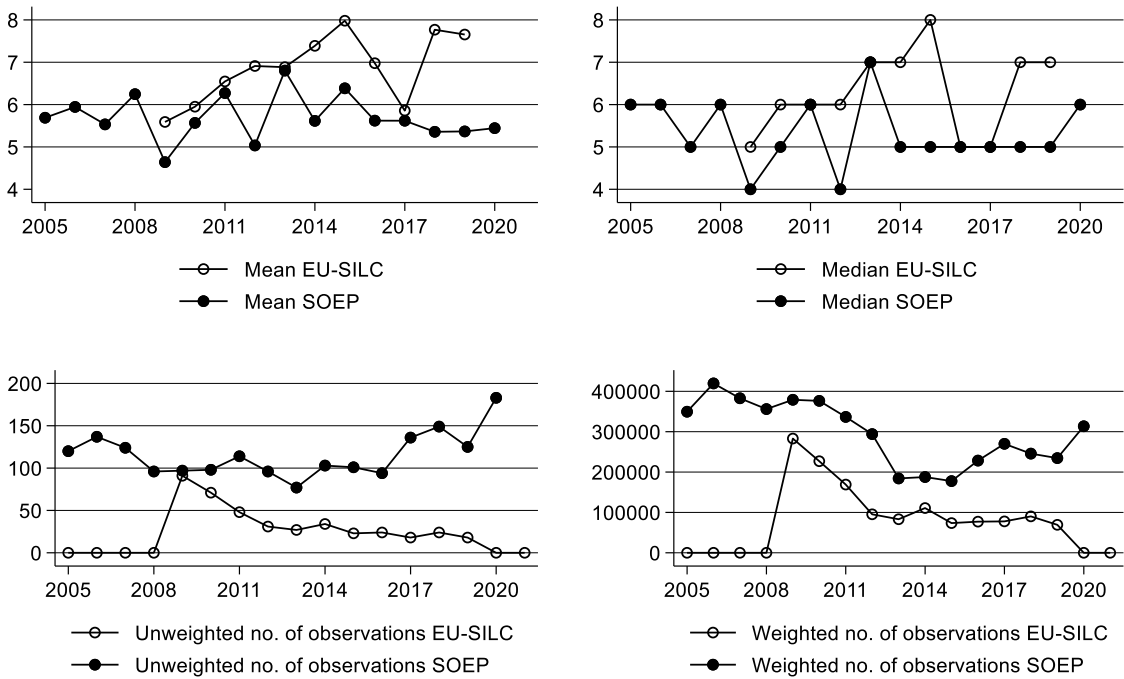 8
7
6
5
4
2005 2008 2011 2014 2017 2020
Mean EU-SILC
Mean SOEP
8
7
6
5
4
2005 2008 2011 2014 2017 2020
Median EU-SILC
Median SOEP
200
150
100
50
0
2005 2008 2011 2014 2017 2020
Unweighted no. of observations EU-SILC
Unweighted no. of observations SOEP
400000
300000
200000
100000
0
2005 2008 2011 2014 2017 2020
Weighted no. of observations EU-SILC
Weighted no. of observations SOEP